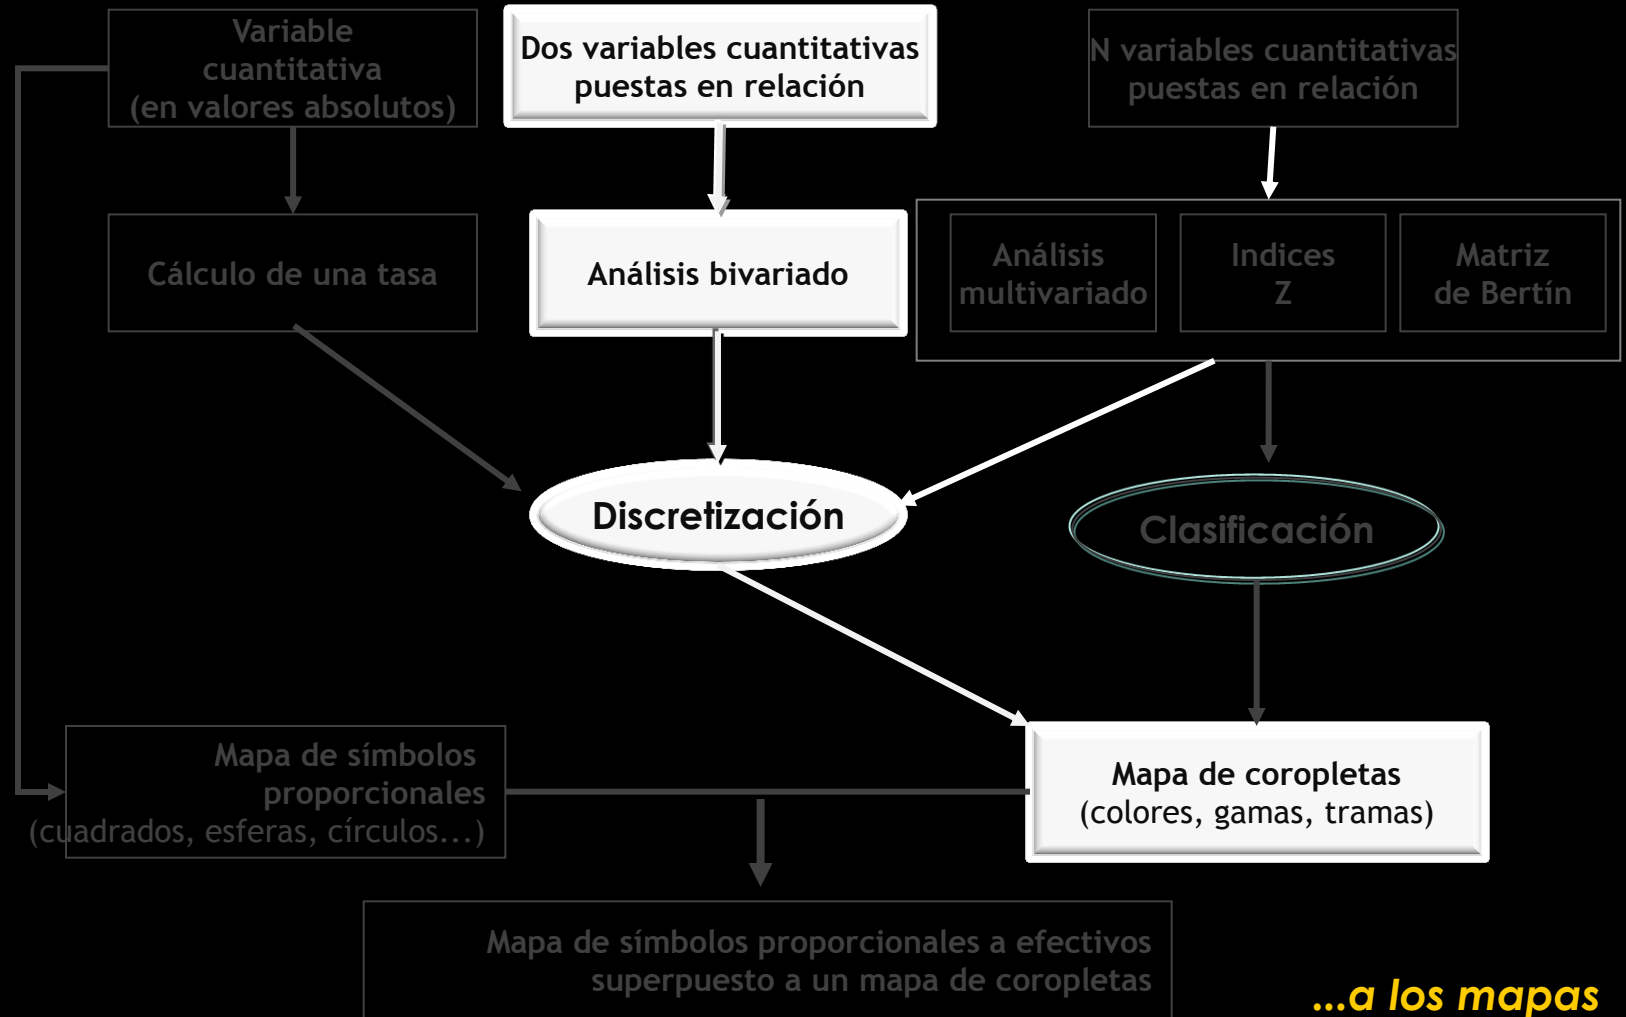 Variable
cuantitativa
(en valores absolutos)
Dos variables cuantitativas
puestas en relación
N variables cuantitativas
puestas en relación
Cálculo de una tasa
Análisis bivariado
Análisis
multivariado
Indices
Z
Matriz
de Bertín
Discretización
Clasificación
Mapa de símbolos
proporcionales
(cuadrados, esferas, círculos...)
Mapa de coropletas
(colores, gamas, tramas)
Mapa de símbolos proporcionales a efectivos
superpuesto a un mapa de coropletas
...a los mapas